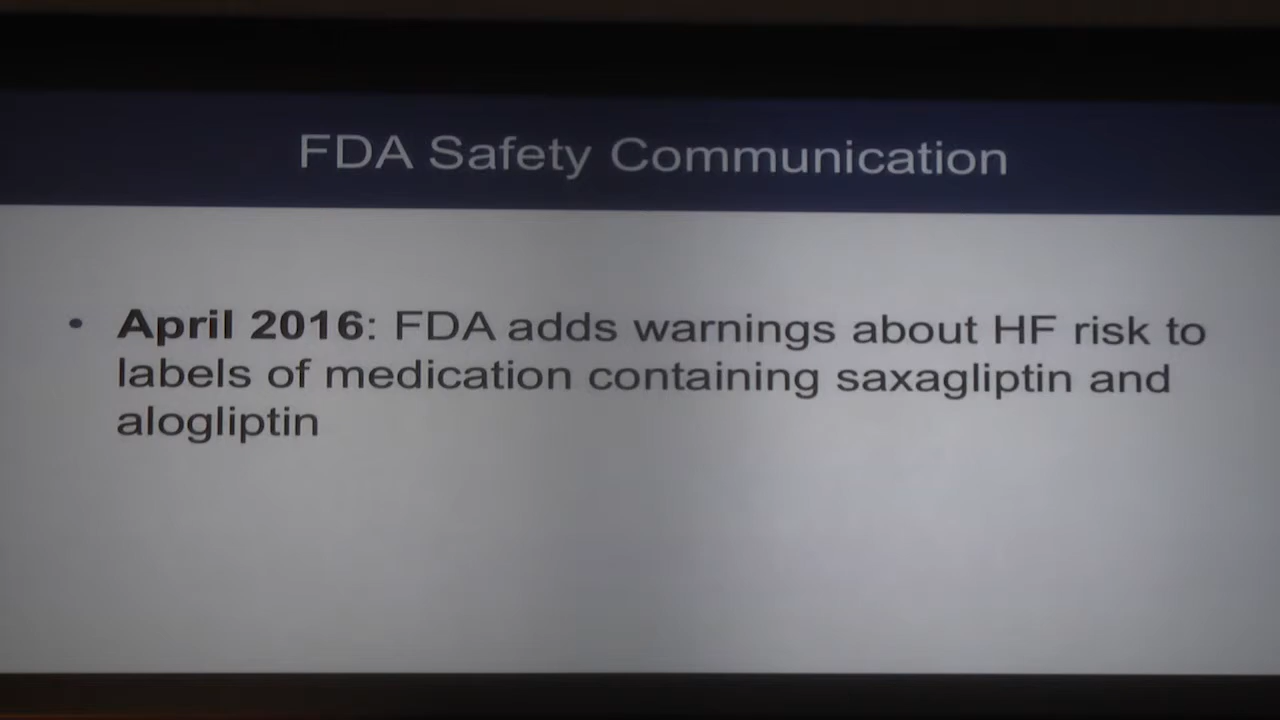 FDA Safety Communication
• April 2016: FDA adds warnings about HF risk to
labels of medication containing saxagliptin and
alogliptin